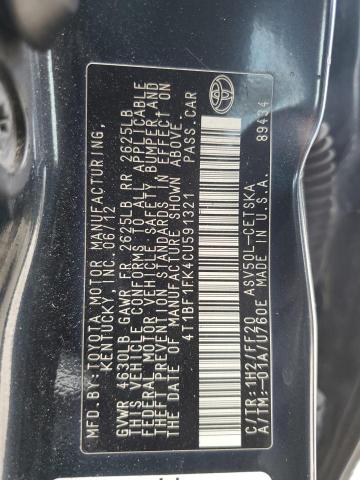 MFD. BY: TOYOTA MOTOR MANUFACTURING,
KENTUCKY, INC. 06/12
GVWR 4630LB GAWR FR 2625LB RR 2625LB
THIS VEHICLE CONFORMS TO ALL APPLICABLE
FEDERAL MOTOR VEHICLE SAFETY, BUMPER, AND
THEFT PREVENTION STANDARDS IN EFFECT ON
THE DATE OF MANUFACTURE SHOWN ABOVE.
4T1BF1FK4CU591321 PASS. CAR
C/TR: 1H2/FF20 ASV50L-CETSKA
A/TM: -01A/U760E MADE IN U.S.A.
89434